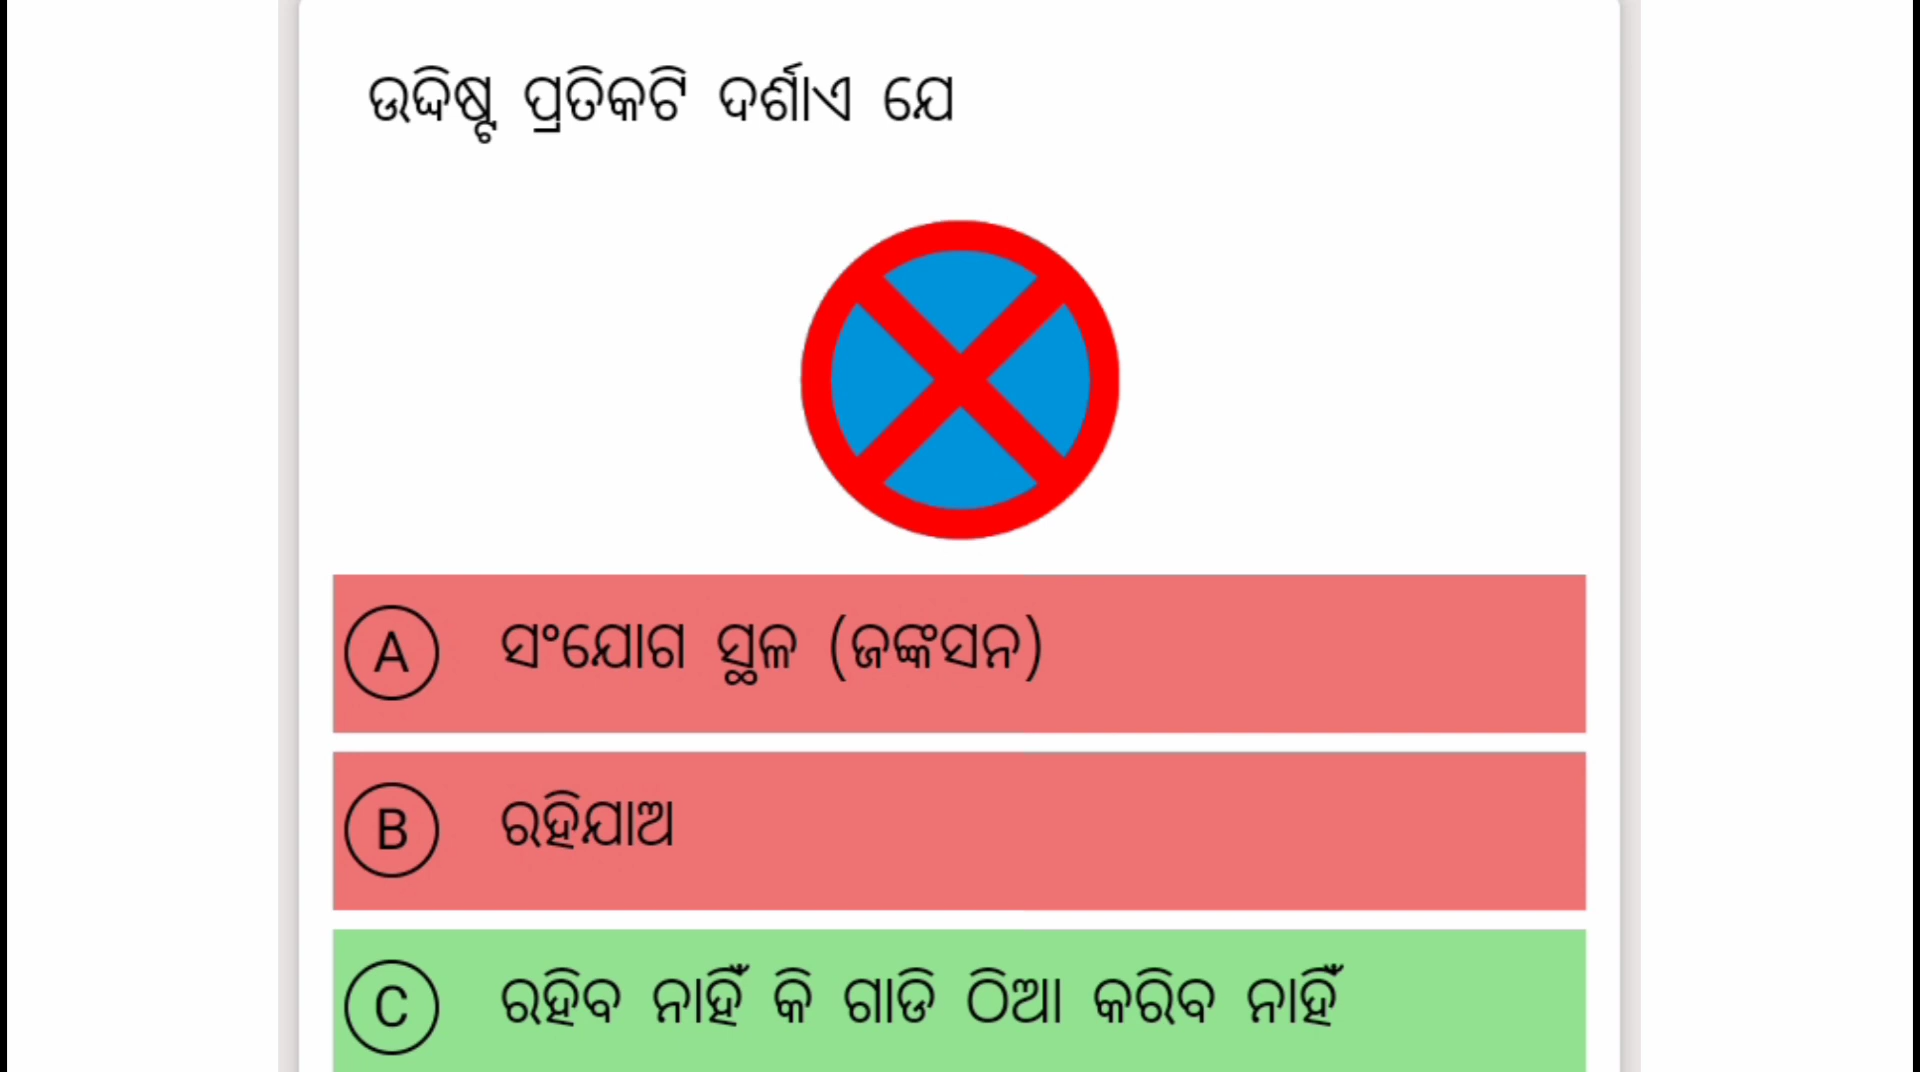 ଉଦ୍ଦିଷ୍ଟ ପ୍ରତିକଟି ଦର୍ଶାଏ ଯେ
A ସଂଯୋଗ ସ୍ଥଳ (ଜଙ୍କସନ)
B ରହିଯାଅ
C ରହିବ ନାହିଁ କି ଗାଡି ଠିଆ କରିବ ନାହିଁ